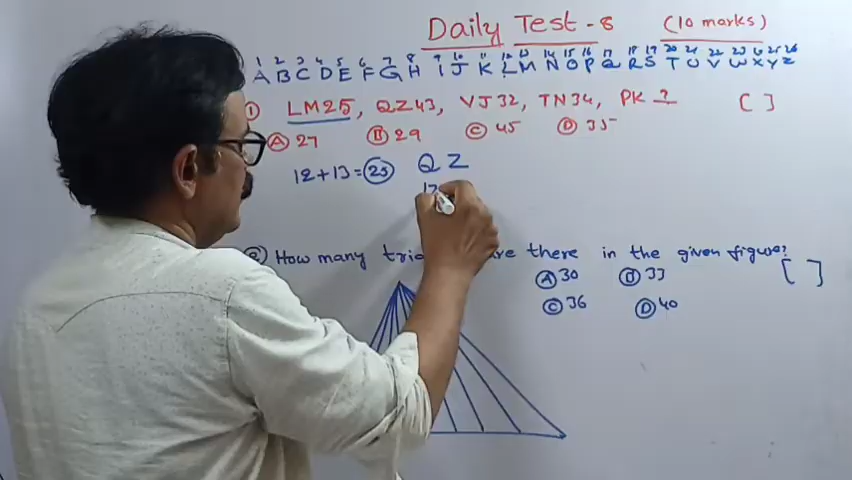 Daily Test - 8 (10 marks)
1 2 3 4 5 6 7 8 9 10 11 12 13 14 15 16 17 18 19 20 21 22 23 24 25 26
A B C D E F G H I J K L M N O P Q R S T U V W X Y Z
① LM25, QZ43, VJ32, TN34, PK ? [ ]
Ⓐ 27 Ⓑ 29 Ⓒ 45 Ⓓ 35
12+13=25 Q Z
17
② How many there in the given figure? [ ]
Ⓐ 30 Ⓑ 33
Ⓒ 36 Ⓓ 40